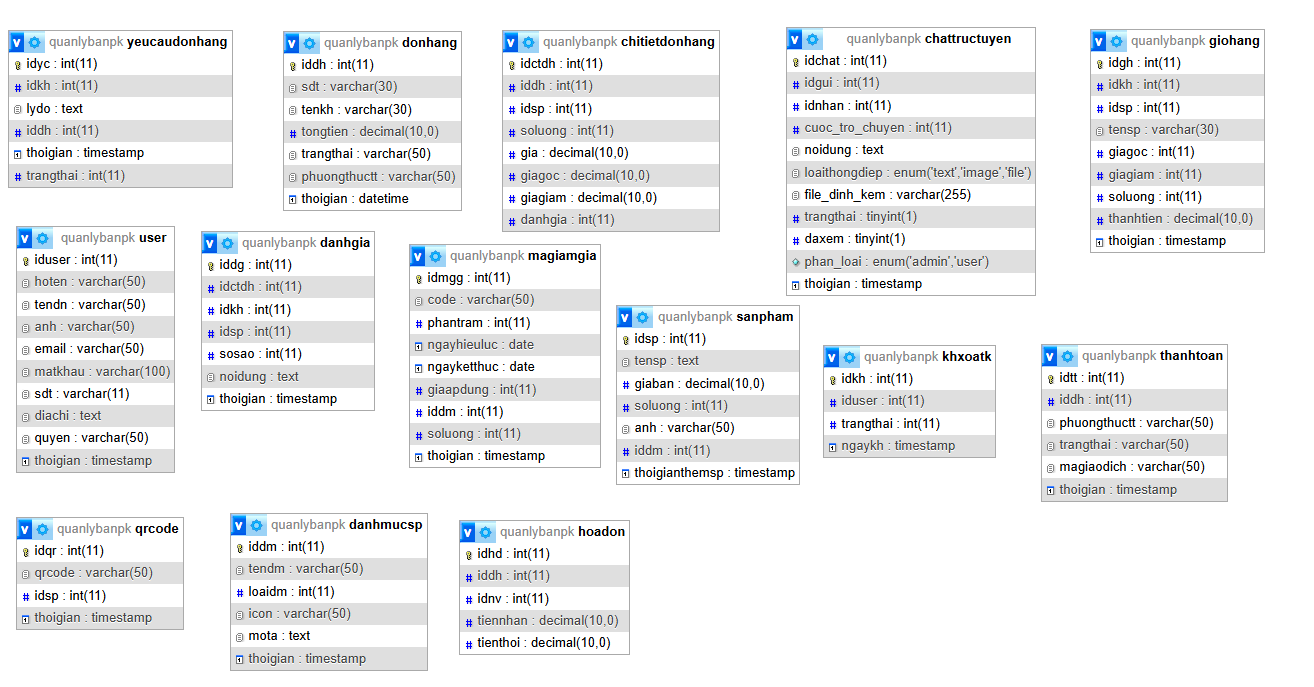 quanlybanpk yeucaudonhang
idyc : int(11)
idkh : int(11)
lydo : text
iddh : int(11)
thoigian : timestamp
trangthai : int(11)
quanlybanpk donhang
iddh : int(11)
sdt : varchar(30)
tenkh : varchar(30)
tongtien : decimal(10,0)
trangthai : varchar(50)
phuongthuctt : varchar(50)
thoigian : datetime
quanlybanpk chitietdonhang
idctdh : int(11)
iddh : int(11)
idsp : int(11)
soluong : int(11)
gia : decimal(10,0)
giagoc : decimal(10,0)
giagiam : decimal(10,0)
danhgia : int(11)
quanlybanpk chattructuyen
idchat : int(11)
idgui : int(11)
idnhan : int(11)
cuoc_tro_chuyen : int(11)
noidung : text
loaithongdiep : enum('text','image','file')
file_dinh_kem : varchar(255)
trangthai : tinyint(1)
daxem : tinyint(1)
phan_loai : enum('admin','user')
thoigian : timestamp
quanlybanpk giohang
idgh : int(11)
idkh : int(11)
idsp : int(11)
tensp : varchar(30)
giagoc : int(11)
giagiam : int(11)
soluong : int(11)
thanhtien : decimal(10,0)
thoigian : timestamp
quanlybanpk user
iduser : int(11)
hoten : varchar(50)
tendn : varchar(50)
anh : varchar(50)
email : varchar(50)
matkhau : varchar(100)
sdt : varchar(11)
diachi : text
quyen : varchar(50)
thoigian : timestamp
quanlybanpk danhgia
iddg : int(11)
idctdh : int(11)
idkh : int(11)
idsp : int(11)
sosao : int(11)
noidung : text
thoigian : timestamp
quanlybanpk magiamgia
idmgg : int(11)
code : varchar(50)
phantram : int(11)
ngayhieuluc : date
ngayketthuc : date
giaapdung : int(11)
iddm : int(11)
soluong : int(11)
thoigian : timestamp
quanlybanpk sanpham
idsp : int(11)
tensp : text
giaban : decimal(10,0)
soluong : int(11)
anh : varchar(50)
iddm : int(11)
thoigianthemsp : timestamp
quanlybanpk khxoatk
idkh : int(11)
iduser : int(11)
trangthai : int(11)
ngaykh : timestamp
quanlybanpk thanhtoan
idtt : int(11)
iddh : int(11)
phuongthuctt : varchar(50)
trangthai : varchar(50)
magiaodich : varchar(50)
thoigian : timestamp
quanlybanpk qrcode
idqr : int(11)
qrcode : varchar(50)
idsp : int(11)
thoigian : timestamp
quanlybanpk danhmucsp
iddm : int(11)
tendm : varchar(50)
loaidm : int(11)
icon : varchar(50)
mota : text
thoigian : timestamp
quanlybanpk hoadon
idhd : int(11)
iddh : int(11)
idnv : int(11)
tiennhan : decimal(10,0)
tienthoi : decimal(10,0)